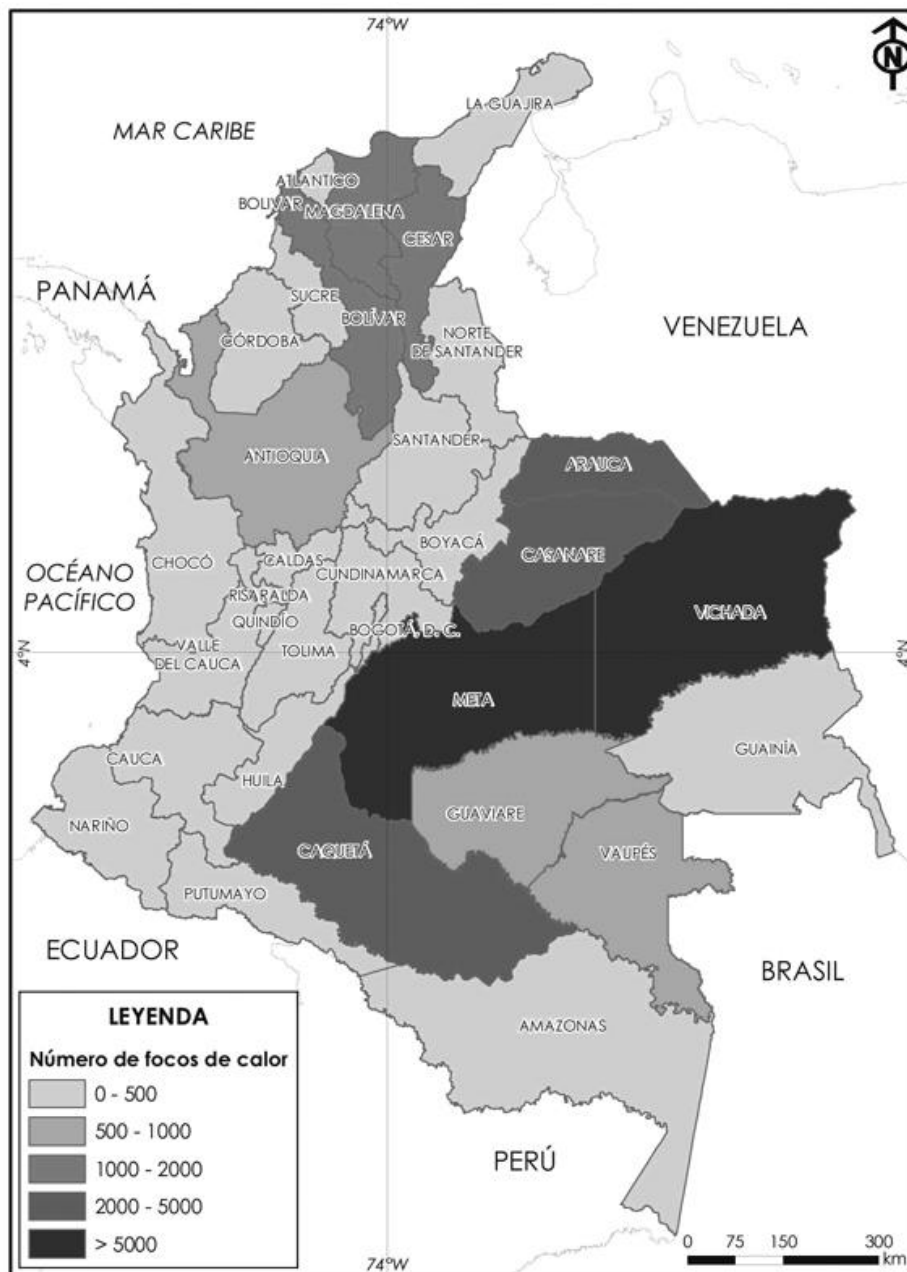 74°W
N
LA GUAJIRA
MAR CARIBE
ATLANTICO
BOLIVAR
MAGDALENA
CESAR
PANAMÁ
SUCRE
BOLÍVAR
VENEZUELA
CÓRDOBA
NORTE
DE SANTANDER
SANTANDER
ANTIOQUIA
ARAUCA
BOYACÁ
CASANARE
CHOCÓ
CALDAS
CUNDINAMARCA
OCÉANO
PACÍFICO
RISARALDA
QUINDÍO
BOGOTÁ, D. C.
VICHADA
VALLE
DEL CAUCA
TOLIMA
4°N
4°N
META
CAUCA
HUILA
GUAINÍA
NARIÑO
GUAVIARE
CAQUETÁ
VAUPÉS
PUTUMAYO
ECUADOR
BRASIL
AMAZONAS
PERÚ
LEYENDA
Número de focos de calor
0 - 500
500 - 1000
1000 - 2000
2000 - 5000
> 5000
74°W
0 75 150 300
km